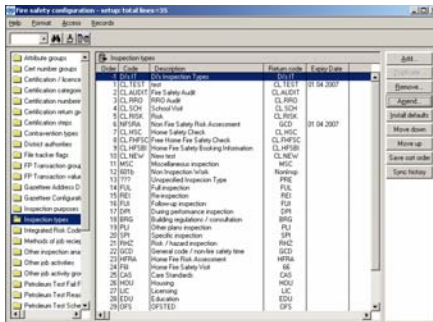 Fire safety configuration - setup: total lines=35
Help Format Access Records
Attribute groups
Cert number groups
Certification / licence
Certification categories
Certification numberin
Certification return gr
Certification steps
Contravention types
District authorities
File tracker flags
FP Transaction group
FP Transaction value
Gazetteer Address D
Gazetteer Configurati
Inspection purposes
Inspection types
Integrated Risk Code
Methods of job recep
Other inspection ana
Other job activities
Other job activity gro
Petroleum Test Fail F
Petroleum Test Reas
Petroleum Test Sche
Inspection types
Order Code Description Return code Expiry Date
-1 DI's IT DI's Inspection Types DI's IT
1 CL.TEST test CL.TEST 01 04 2007
2 CL.AUDIT Fire Safety Audit CL.AUDIT
3 CL.RRO RRO Audit CL.RRO
4 CL.SCH School Visit CL.SCH
5 CL.RISK Risk CL.RISK
6 NFSRA Non Fire Safety Risk Assessment GCD 01 04 2007
7 CL.HSC Home Safety Check CL.HSC
8 CL.FHFSC Free Home Fire Safety Check CL.FHFSC
9 CL.HFSBI Home Fire Safety Booking Information CL.HFSBI
10 CL.NEW New test CL.NEW
11 MSC Miscellaneous inspection MSC
12 601b Non Inspection Work
13 ??? Unspecified Inspection Type PRE
14 FUL Full inspection FUL
15 REI Re-inspection REI
16 FUI Follow-up inspection FUI
17 DPI During performance inspection DPI
18 BRG Building regulations / consultation BRG
19 PLI Other plans inspection PLI
20 SPI Specific inspection SPI
21 RHZ Risk / hazard inspection RHZ
22 GCD General code / non-fire safety time GCD
23 HFRA Home Fire Risk Assessment HFRA
24 Home Fire Safety Visit 66
25 CAS Care Standards CAS
26 HOU Housing HOU
27 LIC Licensing LIC
28 EDU Education EDU
29 OFS OFSTED OFS
Add...
Duplicate...
Remove...
Append...
Install defaults
Move down
Move up
Save sort order
Sync history